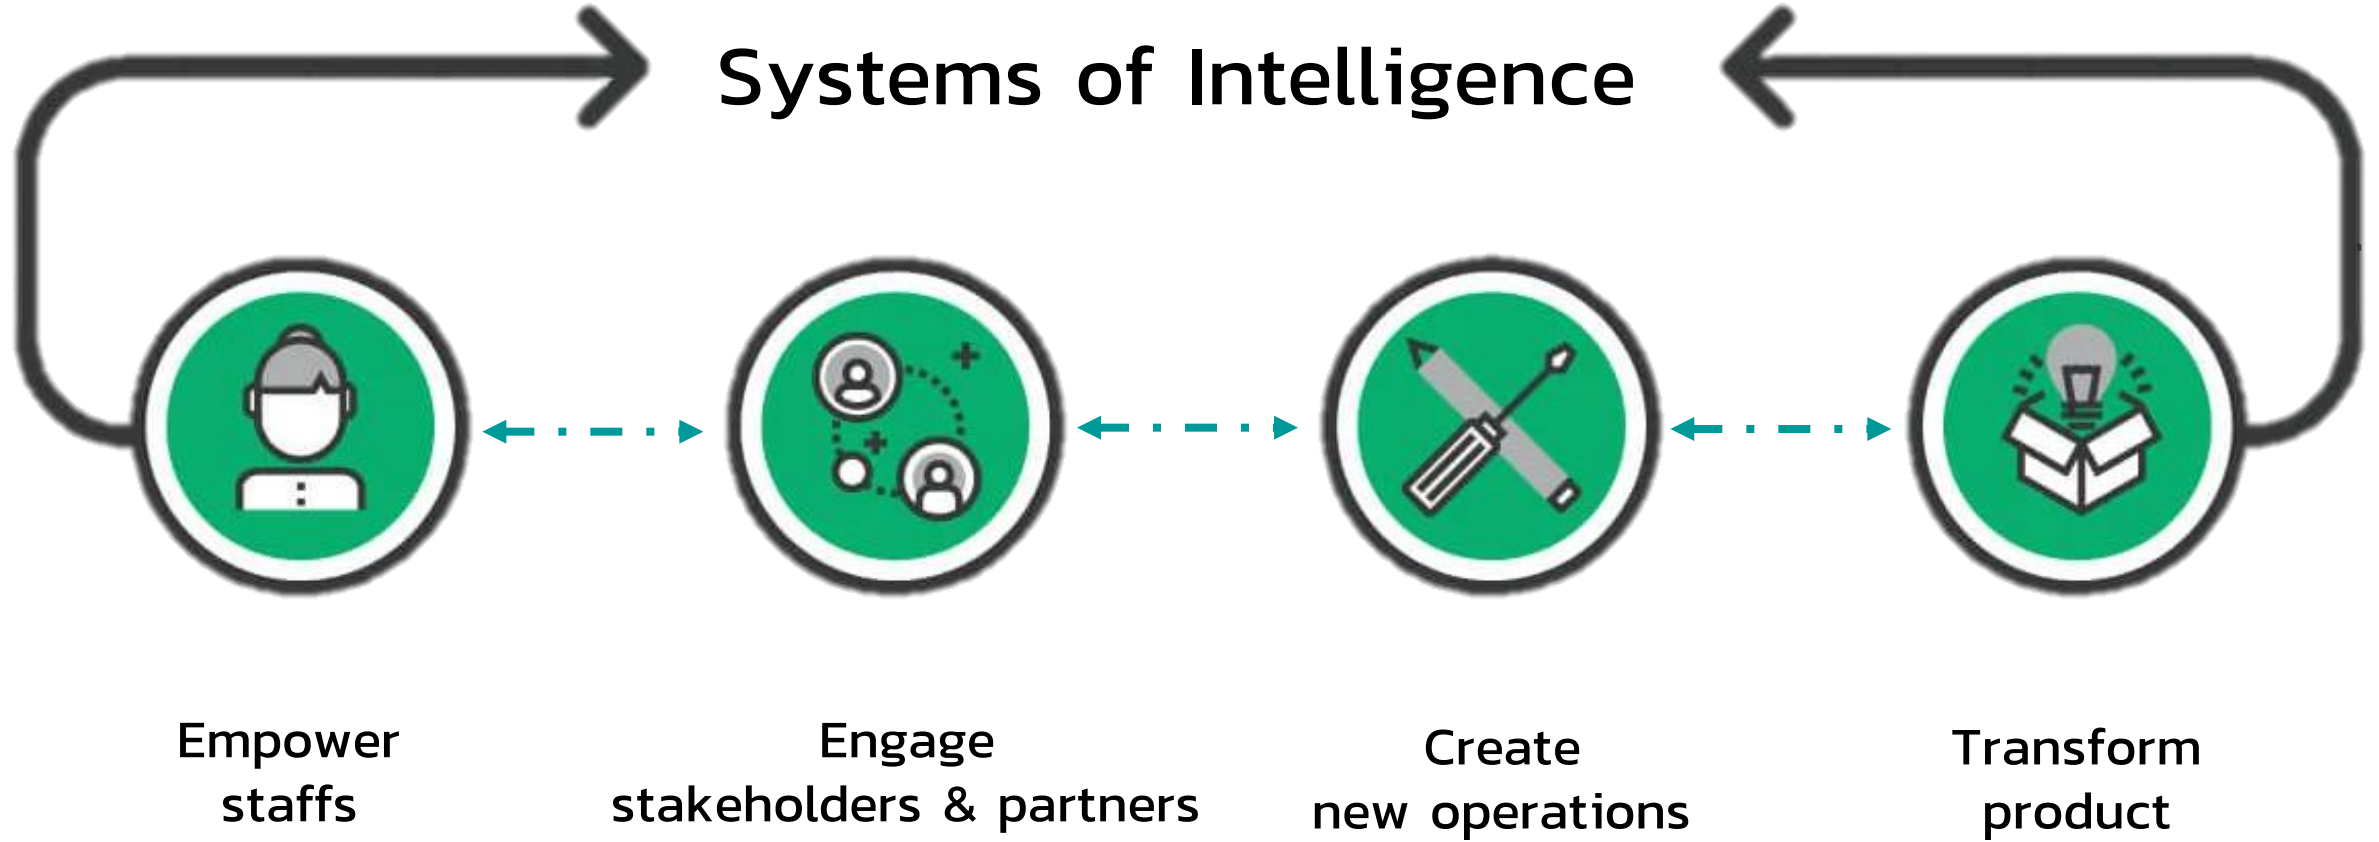 Systems of Intelligence
Empower
staffs
Engage
stakeholders & partners
Create
new operations
Transform
product